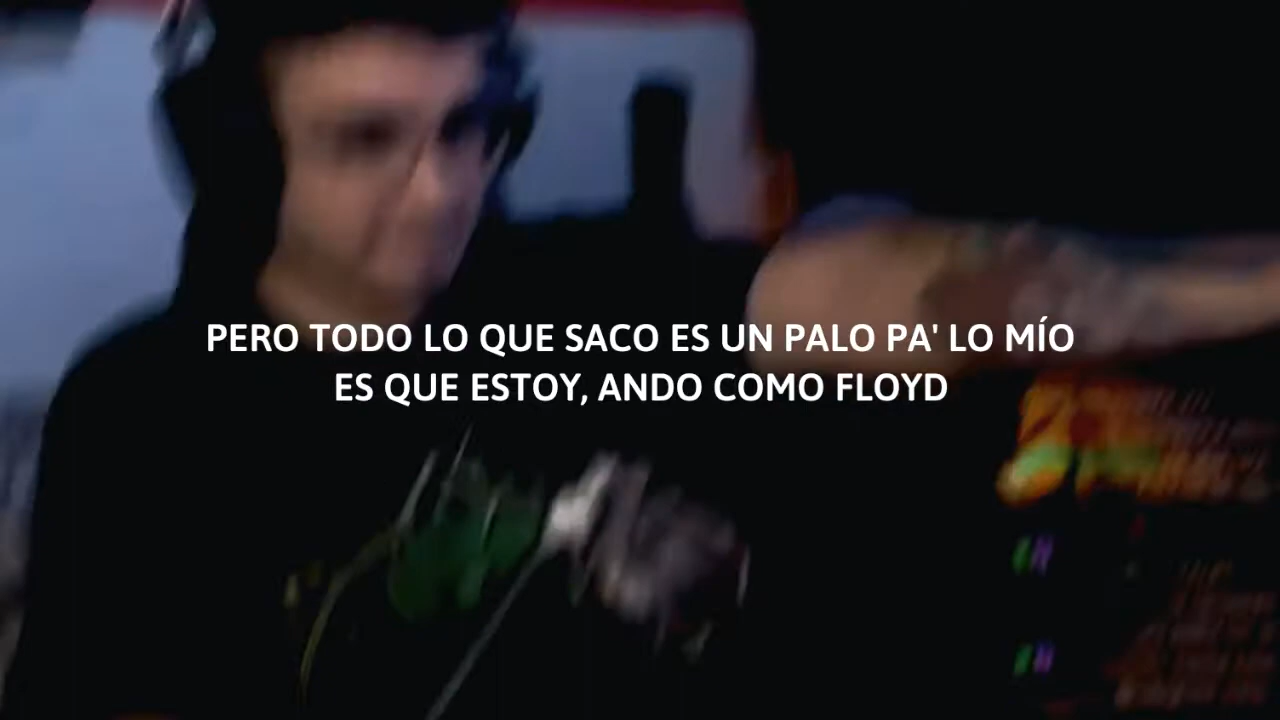 PERO TODO LO QUE SACO ES UN PALO PA' LO MÍO
ES QUE ESTOY, ANDO COMO FLOYD